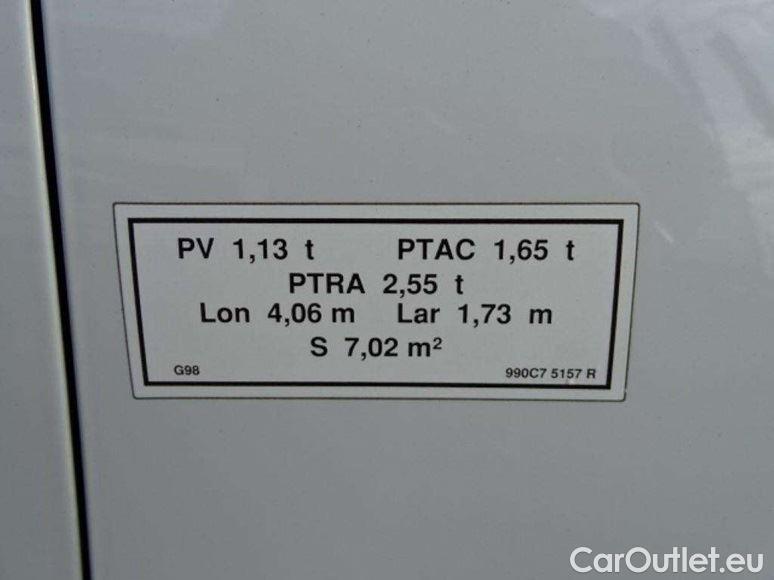 PV 1,13 t PTAC 1,65 t
PTRA 2,55 t
Lon 4,06 m Lar 1,73 m
S 7,02 m²
G98 990C7 5157 R
CarOutlet.eu